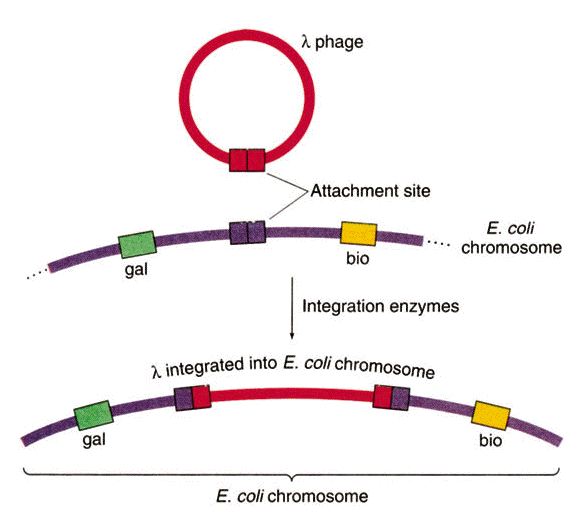 λ phage
Attachment site
E. coli
chromosome
gal
bio
Integration enzymes
λ integrated into E. coli chromosome
gal
bio
E. coli chromosome